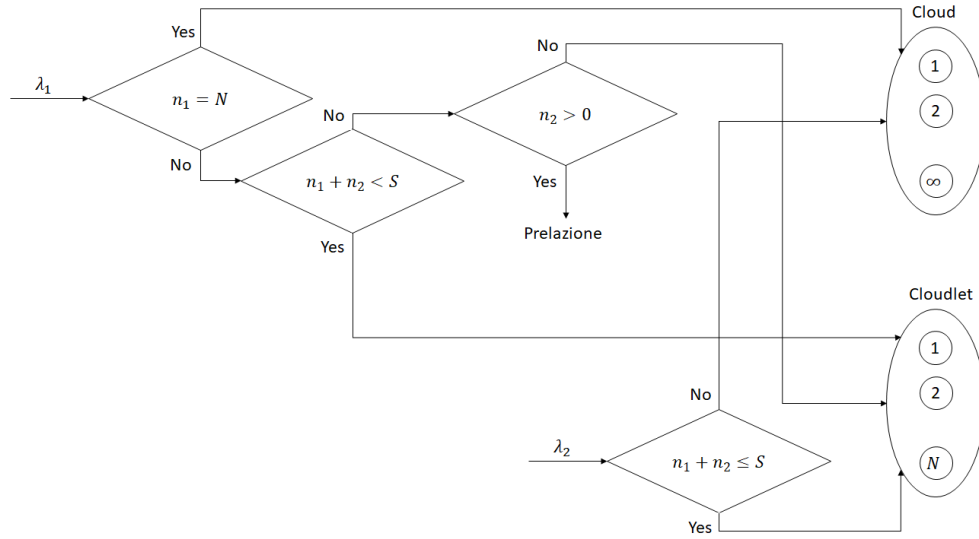 Cloud
Yes
λ₁
n₁ = N
No
No
n₂ > 0
1
2
∞
No
n₁ + n₂ < S
Yes
Prelazione
Yes
Cloudlet
1
2
N
No
λ₂
n₁ + n₂ ≤ S
Yes